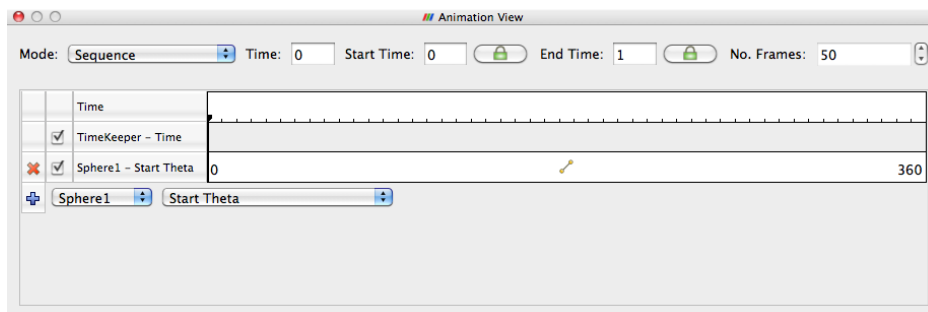 Animation View
Mode: Sequence Time: 0 Start Time: 0 End Time: 1 No. Frames: 50
Time
TimeKeeper – Time
Sphere1 – Start Theta 0 360
Sphere1 Start Theta